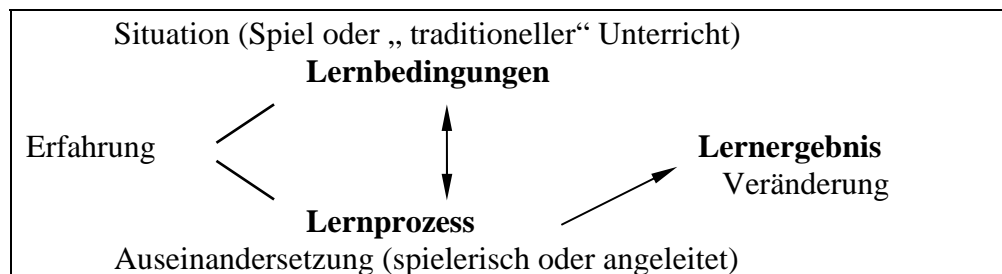 Situation (Spiel oder „ traditioneller“ Unterricht)
Lernbedingungen
Erfahrung
Lernergebnis
Veränderung
Lernprozess
Auseinandersetzung (spielerisch oder angeleitet)